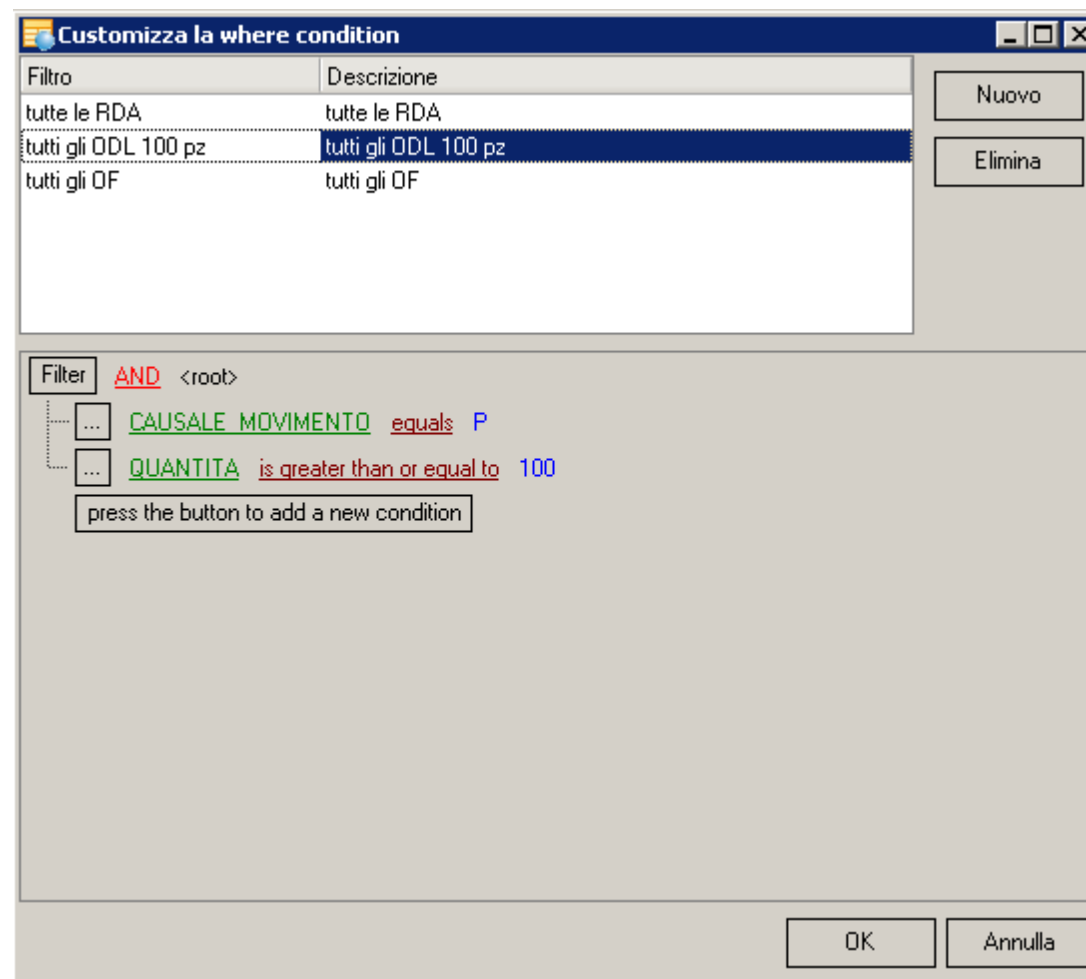 Customizza la where condition
Filtro Descrizione
tutte le RDA tutte le RDA
tutti gli ODL 100 pz tutti gli ODL 100 pz
tutti gli OF tutti gli OF
Nuovo
Elimina
Filter AND <root>
... CAUSALE_MOVIMENTO equals P
... QUANTITA is greater than or equal to 100
press the button to add a new condition
OK Annulla